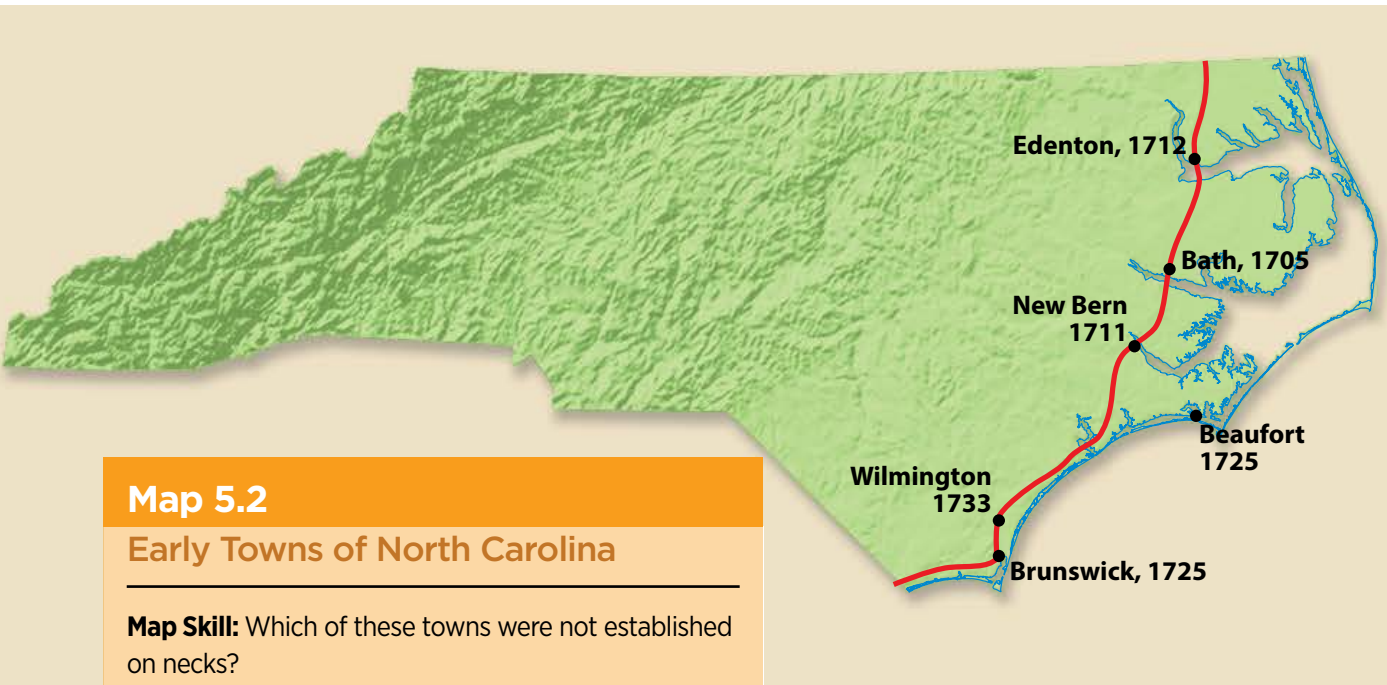 Edenton, 1712
Bath, 1705
New Bern
1711
Beaufort
1725
Wilmington
1733
Brunswick, 1725
Map 5.2
Early Towns of North Carolina
Map Skill: Which of these towns were not established
on necks?